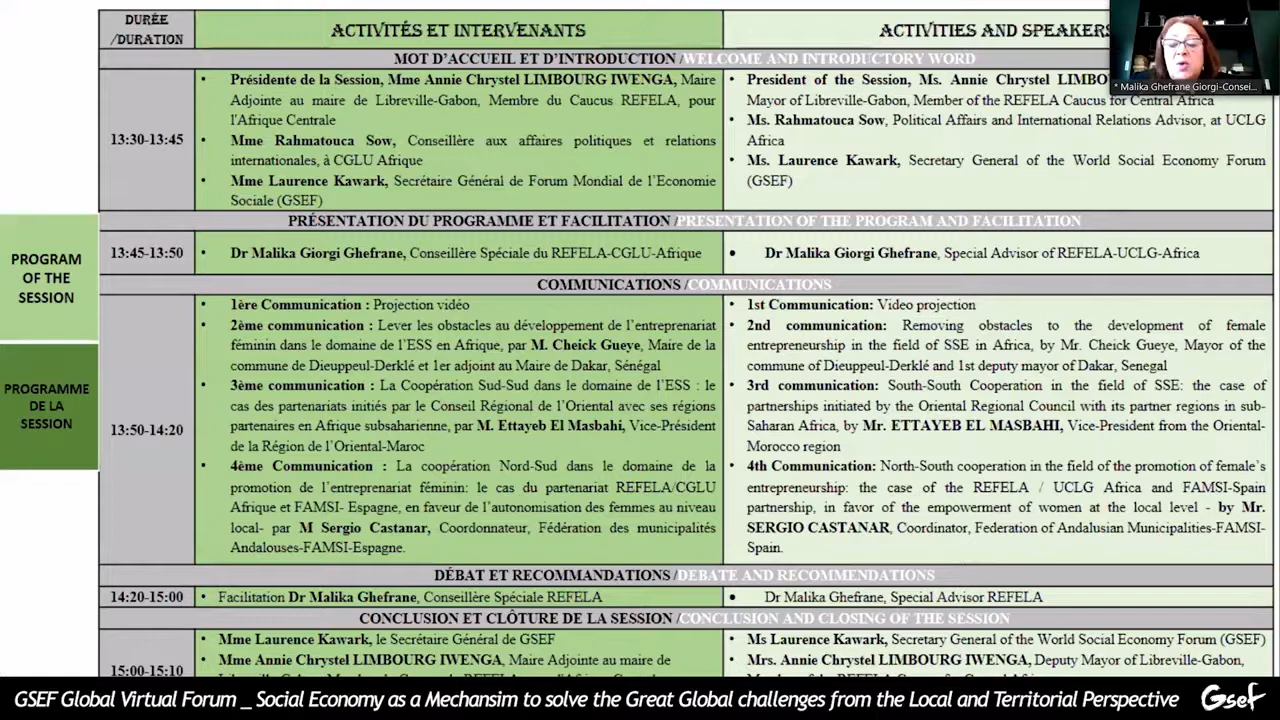 DURÉE
/DURATION
ACTIVITÉS ET INTERVENANTS
ACTIVITIES AND SPEAKERS
MOT D'ACCUEIL ET D'INTRODUCTION /WELCOME AND INTRODUCTORY WORD
13:30-13:45
• Présidente de la Session, Mme Annie Chrystel LIMBOURG IWENGA, Maire
Adjointe au maire de Libreville-Gabon, Membre du Caucus REFELA, pour
l'Afrique Centrale
• Mme Rahmatouca Sow, Conseillère aux affaires politiques et relations
internationales, à CGLU Afrique
• Mme Laurence Kawark, Secrétaire Général de Forum Mondial de l'Economie
Sociale (GSEF)
• President of the Session, Ms. Annie Chrystel
Mayor of Libreville-Gabon, Member of the REFELA Caucus for Central Africa
• Ms. Rahmatouca Sow, Political Affairs and International Relations Advisor, at UCLG
Africa
• Ms. Laurence Kawark, Secretary General of the World Social Economy Forum
(GSEF)
* Malika Ghefrane Giorgi-Consei...
PRÉSENTATION DU PROGRAMME ET FACILITATION /PRESENTATION OF THE PROGRAM AND FACILITATION
PROGRAM
OF THE
SESSION
13:45-13:50
• Dr Malika Giorgi Ghefrane, Conseillère Spéciale du REFELA-CGLU-Afrique
• Dr Malika Giorgi Ghefrane, Special Advisor of REFELA-UCLG-Africa
COMMUNICATIONS /COMMUNICATIONS
PROGRAMME
DE LA
SESSION
13:50-14:20
• 1ère Communication : Projection vidéo
• 2ème communication : Lever les obstacles au développement de l'entreprenariat
féminin dans le domaine de l'ESS en Afrique, par M. Cheick Gueye, Maire de la
commune de Dieuppeul-Derklé et 1er adjoint au Maire de Dakar, Sénégal
• 3ème communication : La Coopération Sud-Sud dans le domaine de l'ESS : le
cas des partenariats initiés par le Conseil Régional de l'Oriental avec ses régions
partenaires en Afrique subsaharienne, par M. Ettayeb El Masbahi, Vice-Président
de la Région de l'Oriental-Maroc
• 4ème Communication : La coopération Nord-Sud dans le domaine de la
promotion de l'entreprenariat féminin: le cas du partenariat REFELA/CGLU
Afrique et FAMSI- Espagne, en faveur de l'autonomisation des femmes au niveau
local- par M Sergio Castanar, Coordonnateur, Fédération des municipalités
Andalouses-FAMSI-Espagne.
• 1st Communication: Video projection
• 2nd communication: Removing obstacles to the development of female
entrepreneurship in the field of SSE in Africa, by Mr. Cheick Gueye, Mayor of the
commune of Dieuppeul-Derklé and 1st deputy mayor of Dakar, Senegal
• 3rd communication: South-South Cooperation in the field of SSE: the case of
partnerships initiated by the Oriental Regional Council with its partner regions in sub-
Saharan Africa, by Mr. ETTAYEB EL MASBAHI, Vice-President from the Oriental-
Morocco region
• 4th Communication: North-South cooperation in the field of the promotion of female's
entrepreneurship: the case of the REFELA / UCLG Africa and FAMSI-Spain
partnership, in favor of the empowerment of women at the local level - by Mr.
SERGIO CASTANAR, Coordinator, Federation of Andalusian Municipalities-FAMSI-
Spain.
DÉBAT ET RECOMMANDATIONS /DEBATE AND RECOMMENDATIONS
14:20-15:00
• Facilitation Dr Malika Ghefrane, Conseillère Spéciale REFELA
• Dr Malika Ghefrane, Special Advisor REFELA
CONCLUSION ET CLÔTURE DE LA SESSION /CONCLUSION AND CLOSING OF THE SESSION
15:00-15:10
• Mme Laurence Kawark, le Secrétaire Général de GSEF
• Mme Annie Chrystel LIMBOURG IWENGA, Maire Adjointe au maire de
• Ms Laurence Kawark, Secretary General of the World Social Economy Forum (GSEF)
• Mrs. Annie Chrystel LIMBOURG IWENGA, Deputy Mayor of Libreville-Gabon,
GSEF Global Virtual Forum _ Social Economy as a Mechansim to solve the Great Global challenges from the Local and Territorial Perspective
Gsef